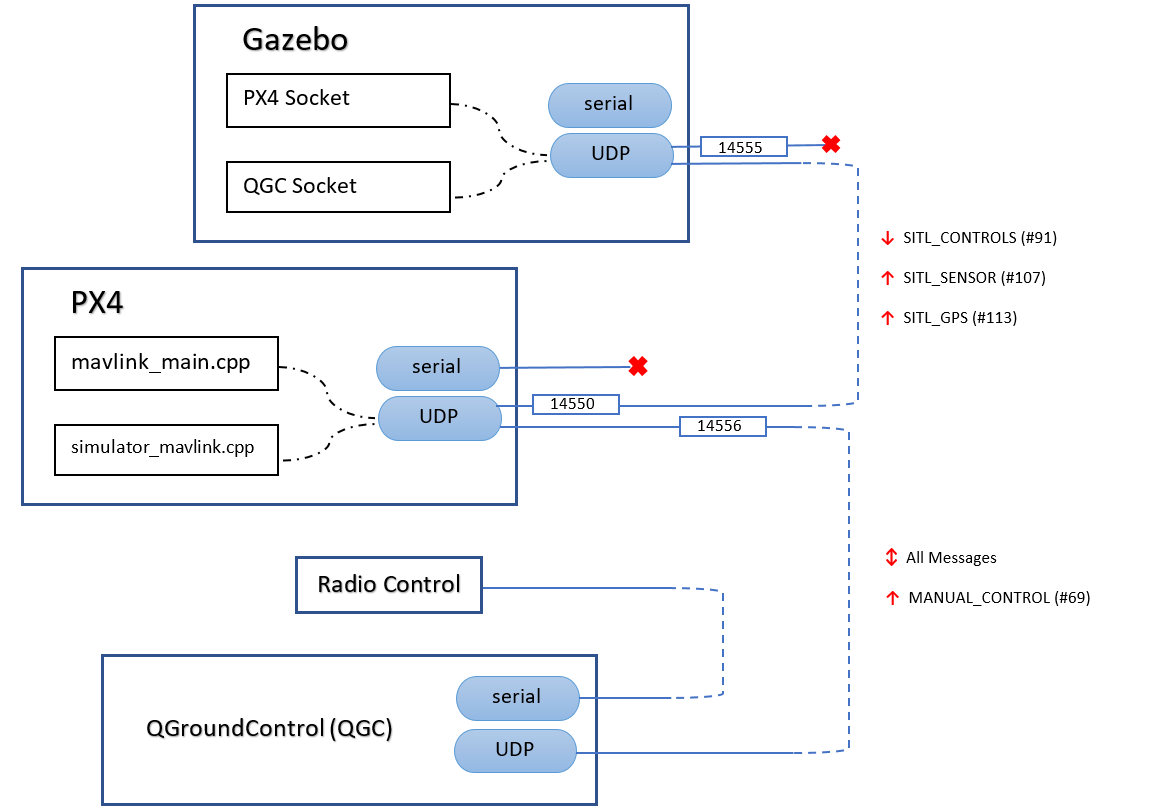 Gazebo
PX4 Socket
serial
UDP
14555
QGC Socket
SITL_CONTROLS (#91)
SITL_SENSOR (#107)
SITL_GPS (#113)
PX4
mavlink_main.cpp
serial
UDP
14550
14556
simulator_mavlink.cpp
All Messages
MANUAL_CONTROL (#69)
Radio Control
serial
QGroundControl (QGC)
UDP